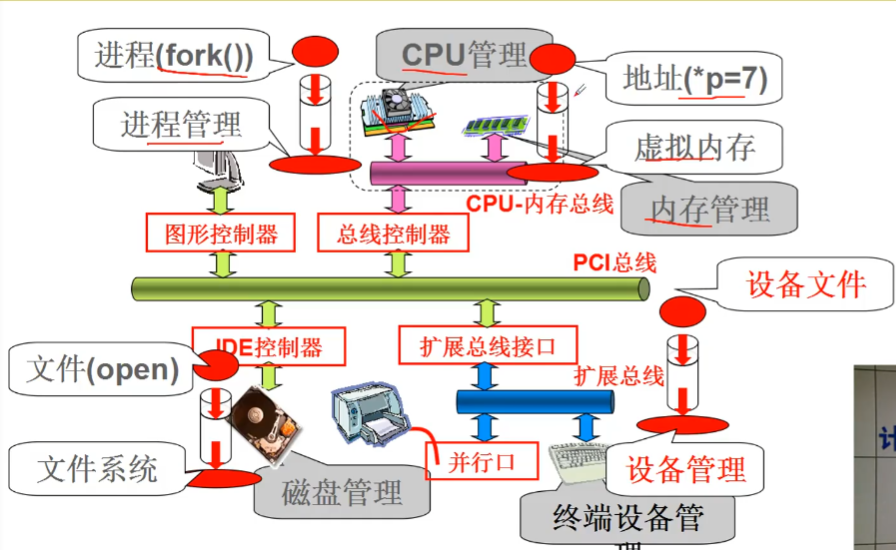 进程(fork())
CPU管理
地址(*p=7)
进程管理
虚拟内存
内存管理
CPU-内存总线
图形控制器
总线控制器
PCI总线
设备文件
IDE控制器
扩展总线接口
文件(open)
扩展总线
文件系统
磁盘管理
并行口
设备管理
终端设备管
理
计